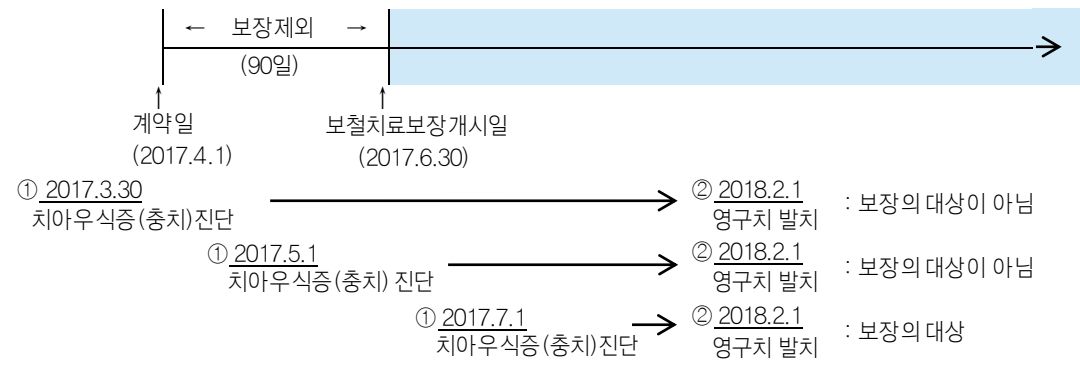 ← 보장제외 →
(90일)
↑ ↑
계약일 보철치료보장개시일
(2017.4.1) (2017.6.30)
① 2017.3.30 ② 2018.2.1
치아우식증(충치)진단 영구치 발치 : 보장의 대상이 아님
① 2017.5.1 ② 2018.2.1
치아우식증(충치) 진단 영구치 발치 : 보장의 대상이 아님
① 2017.7.1 ② 2018.2.1
치아우식증(충치)진단 영구치 발치 : 보장의 대상